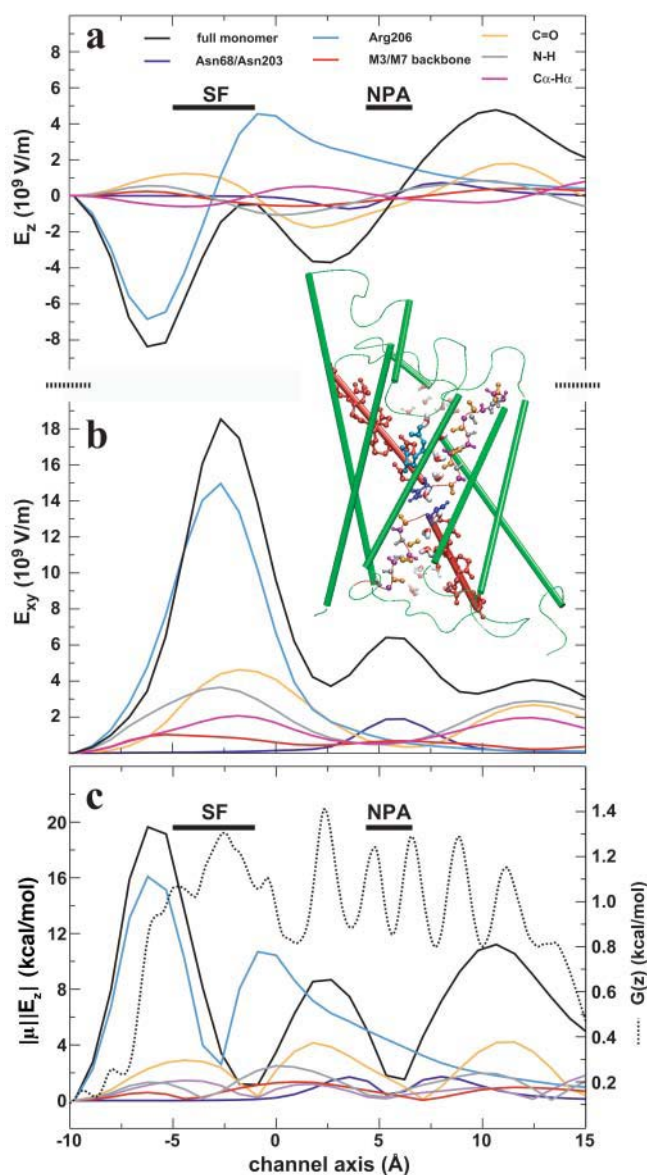 a
full monomer
Asn68/Asn203
Arg206
M3/M7 backbone
C=O
N-H
Cα-Hα
SF
NPA
4
2
0
-2
-4
-6
-8
E_z (10^9 V/m)
b
18
16
14
12
10
8
6
4
2
E_xy (10^9 V/m)
c
SF
NPA
20
16
12
8
4
0
|μ||E_z| (kcal/mol)
1.4
1.2
1.0
0.8
0.6
0.4
0.2
G(z) (kcal/mol)
-10 -5 0 5 10 15
channel axis (Å)